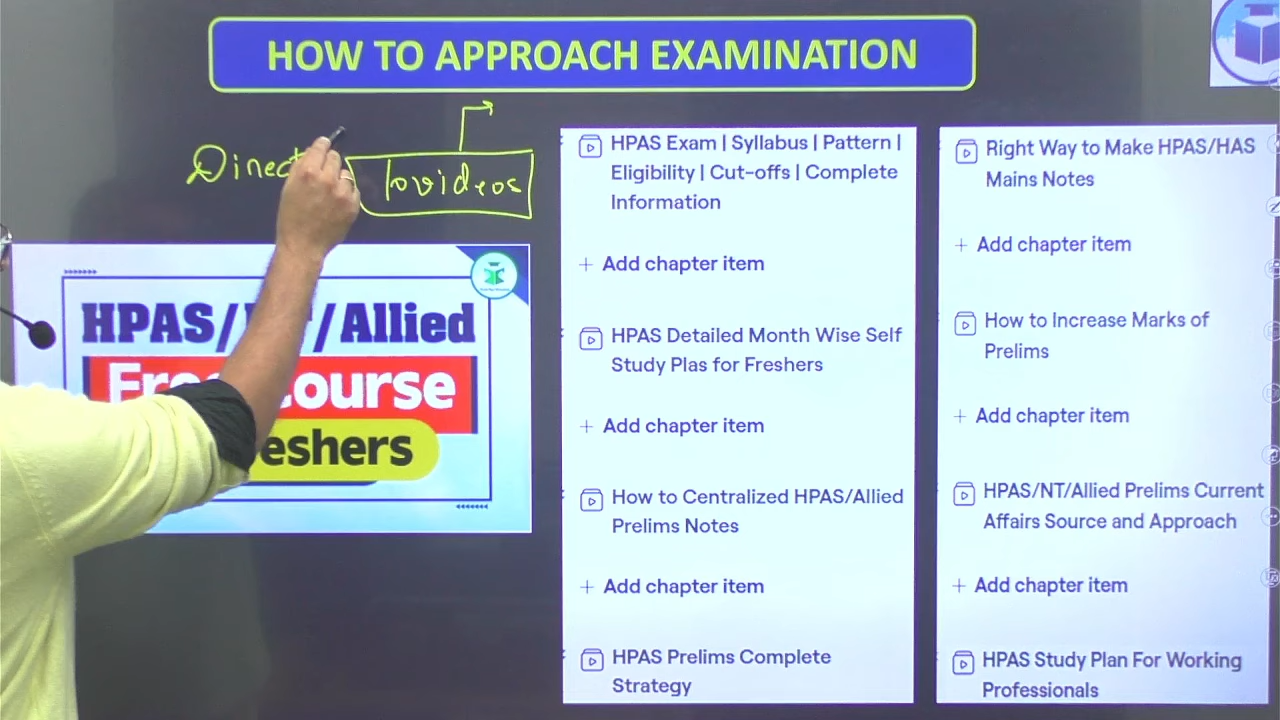 HOW TO APPROACH EXAMINATION
Direct
10 videos
HPAS/ /Allied
Course
eshers
HPAS Exam | Syllabus | Pattern |
Eligibility | Cut-offs | Complete
Information
+ Add chapter item
HPAS Detailed Month Wise Self
Study Plas for Freshers
+ Add chapter item
How to Centralized HPAS/Allied
Prelims Notes
+ Add chapter item
HPAS Prelims Complete
Strategy
Right Way to Make HPAS/HAS
Mains Notes
+ Add chapter item
How to Increase Marks of
Prelims
+ Add chapter item
HPAS/NT/Allied Prelims Current
Affairs Source and Approach
+ Add chapter item
HPAS Study Plan For Working
Professionals